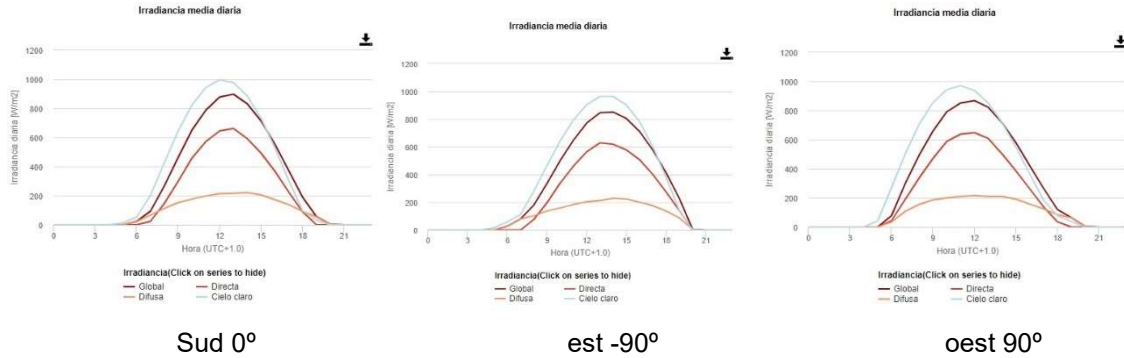 Irradiancia media diaria
1200
1000
800
600
400
200
0
Irradiancia diaria [W/m2]
0 3 6 9 12 15 18 21
Hora (UTC+1.0)
Irradiancia(Click on series to hide)
Global Directa
Difusa Cielo claro
Sud 0º
Irradiancia media diaria
1200
1000
800
600
400
200
0
Irradiancia diaria [W/m2]
0 3 6 9 12 15 18 21
Hora (UTC+1.0)
Irradiancia(Click on series to hide)
Global Directa
Difusa Cielo claro
est -90º
Irradiancia media diaria
1200
1000
800
600
400
200
0
Irradiancia diaria [W/m2]
0 3 6 9 12 15 18 21
Hora (UTC+1.0)
Irradiancia(Click on series to hide)
Global Directa
Difusa Cielo claro
oest 90º